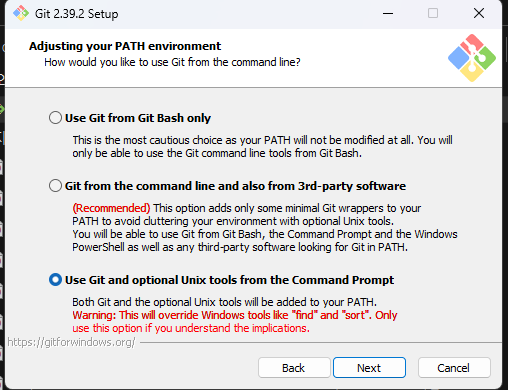 Git 2.39.2 Setup
Adjusting your PATH environment
How would you like to use Git from the command line?
Use Git from Git Bash only
This is the most cautious choice as your PATH will not be modified at all. You will
only be able to use the Git command line tools from Git Bash.
Git from the command line and also from 3rd-party software
(Recommended) This option adds only some minimal Git wrappers to your
PATH to avoid cluttering your environment with optional Unix tools.
You will be able to use Git from Git Bash, the Command Prompt and the Windows
PowerShell as well as any third-party software looking for Git in PATH.
Use Git and optional Unix tools from the Command Prompt
Both Git and the optional Unix tools will be added to your PATH.
Warning: This will override Windows tools like "find" and "sort". Only
use this option if you understand the implications.
https://gitforwindows.org/
Back
Next
Cancel